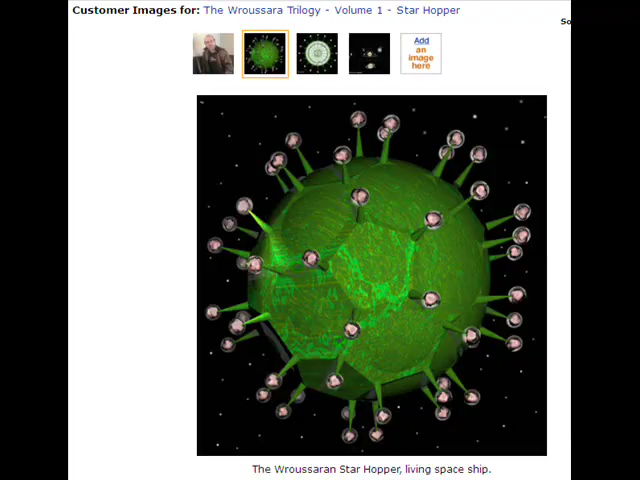 Customer Images for: The Wroussara Trilogy - Volume 1 - Star Hopper
So
Add
an
image
here
The Wroussaran Star Hopper, living space ship.